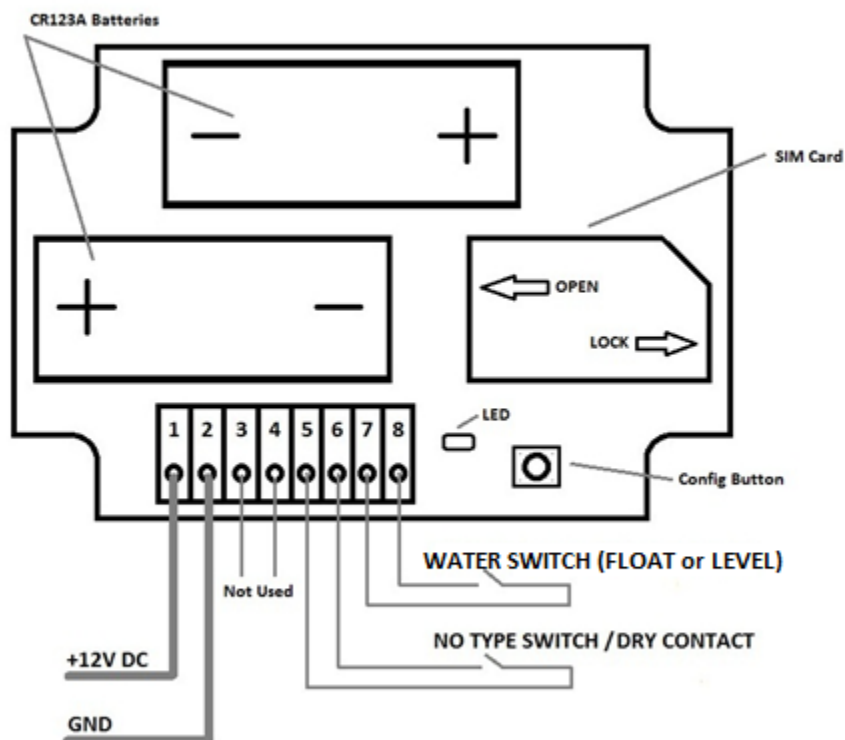 CR123A Batteries
− +
SIM Card
+ −
OPEN
LOCK
1 2 3 4 5 6 7 8
LED
Config Button
WATER SWITCH (FLOAT or LEVEL)
Not Used
NO TYPE SWITCH /DRY CONTACT
+12V DC
GND